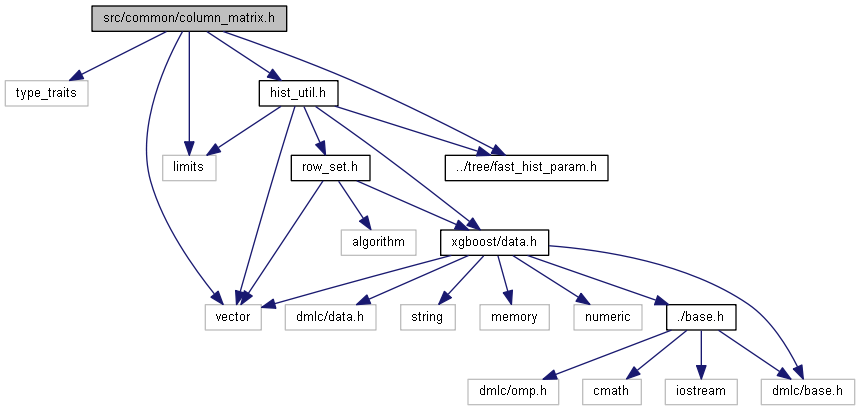 src/common/column_matrix.h
type_traits
hist_util.h
limits
row_set.h
../tree/fast_hist_param.h
algorithm
xgboost/data.h
vector
dmlc/data.h
string
memory
numeric
./base.h
dmlc/omp.h
cmath
iostream
dmlc/base.h